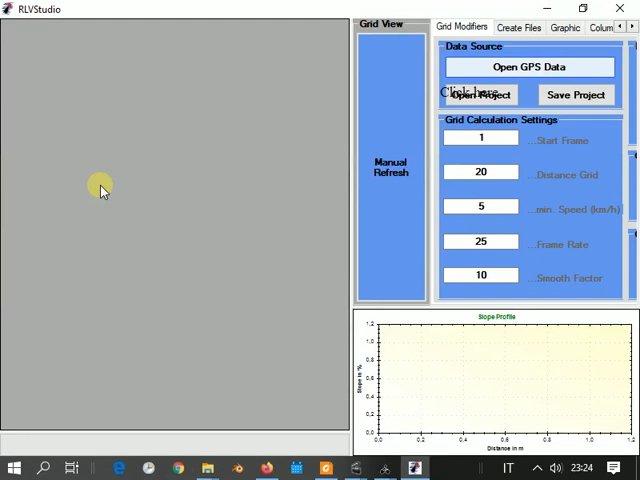 RLVStudio
Grid View
Manual
Refresh
Grid Modifiers
Create Files
Graphic
Colum
Data Source
Open GPS Data
Click here
Open Project
Save Project
Grid Calculation Settings
1 ...Start Frame
20 ...Distance Grid
5 ...min. Speed (km/h)
25 ...Frame Rate
10 ...Smooth Factor
Slope Profile
Slope in %
1,2
1,0
0,8
0,6
0,4
0,2
0,0
0,0 0,2 0,4 0,6 0,8 1,0 1,2
Distance in m
IT
23:24